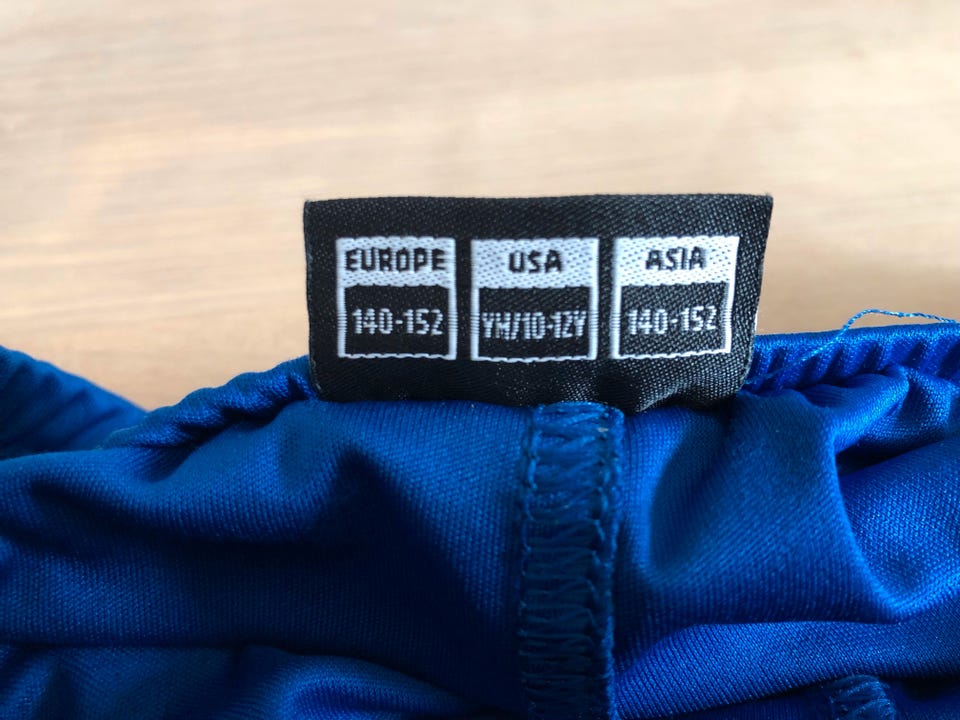 EUROPE USA ASIA
140-152 YM/10-12Y 140-152